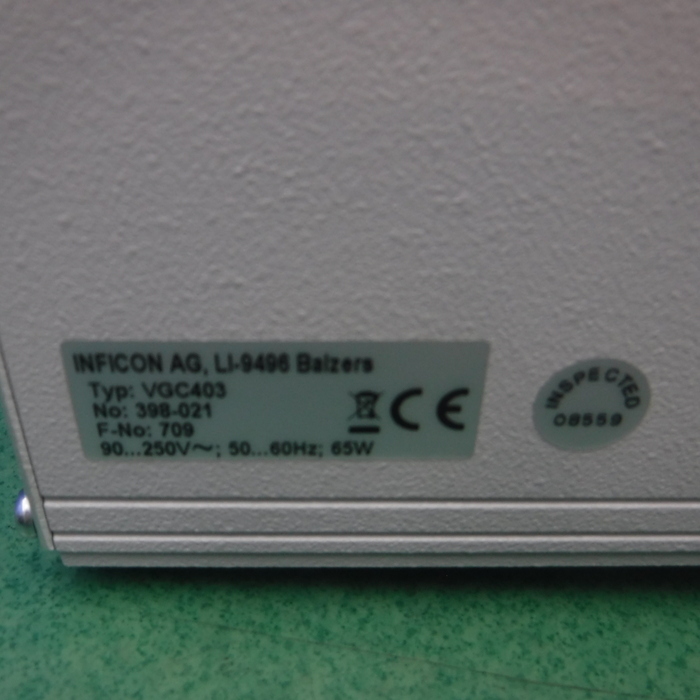 INFICON AG, LI-9496 Balzers
Typ: VGC403
No: 398-021
F-No: 709
90...250V~; 50...60Hz; 65W
CE
INSPECTED
08559